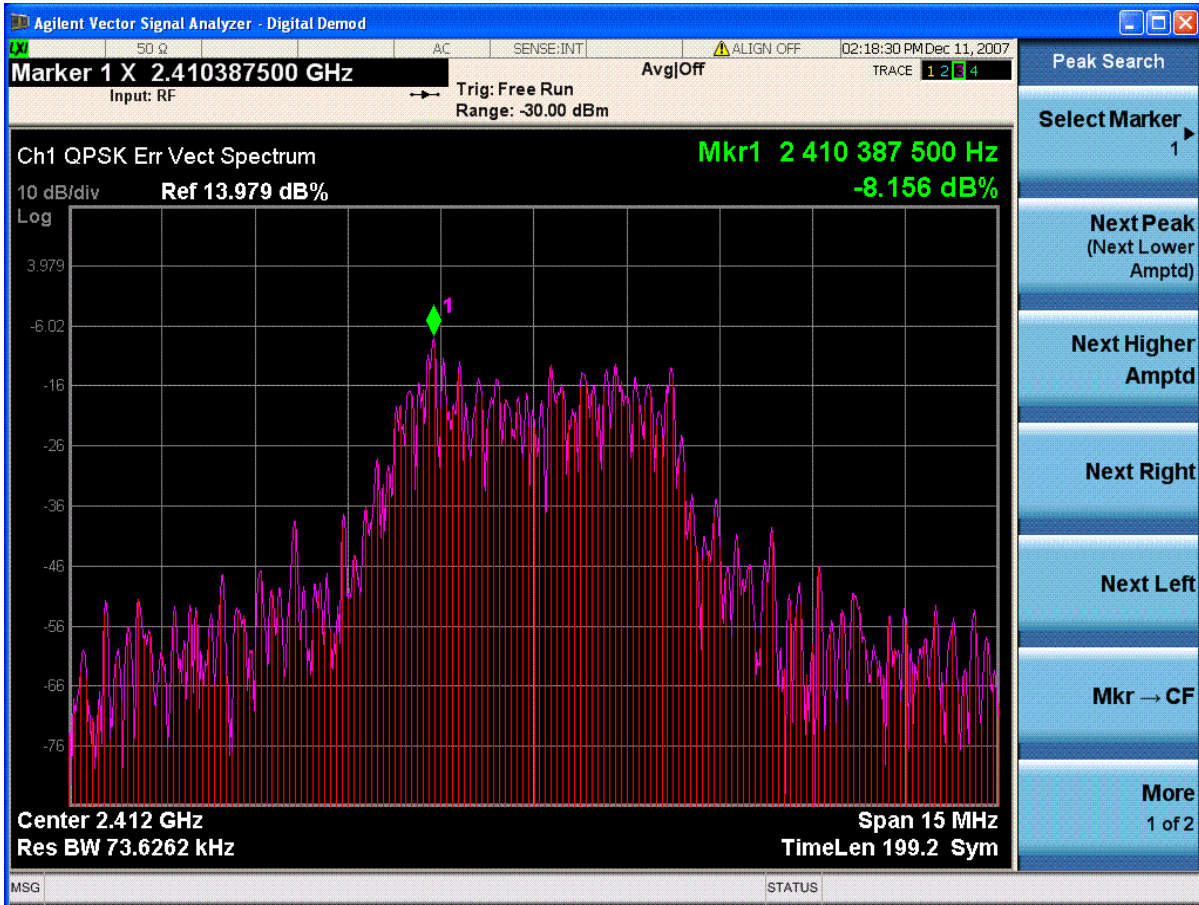 Agilent Vector Signal Analyzer - Digital Demod
LXI 50 Ω AC SENSE:INT ALIGN OFF 02:18:30 PM Dec 11, 2007
Marker 1 X 2.410387500 GHz
Input: RF
Trig: Free Run
Range: -30.00 dBm
Avg|Off
TRACE 1 2 3 4
Ch1 QPSK Err Vect Spectrum
Mkr1 2 410 387 500 Hz
-8.156 dB%
10 dB/div Ref 13.979 dB%
Log
3.979
-6.02
1
-16
-26
-36
-46
-56
-66
-76
Center 2.412 GHz
Span 15 MHz
Res BW 73.6262 kHz
TimeLen 199.2 Sym
MSG
STATUS
Peak Search
Select Marker
1
Next Peak
(Next Lower
Amptd)
Next Higher
Amptd
Next Right
Next Left
Mkr → CF
More
1 of 2